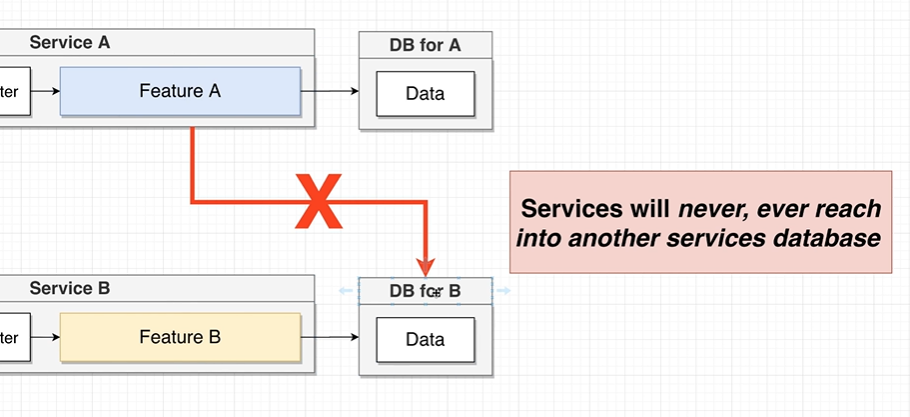 Service A
DB for A
ter
Feature A
Data
Services will never, ever reach
into another services database
Service B
DB for B
ter
Feature B
Data